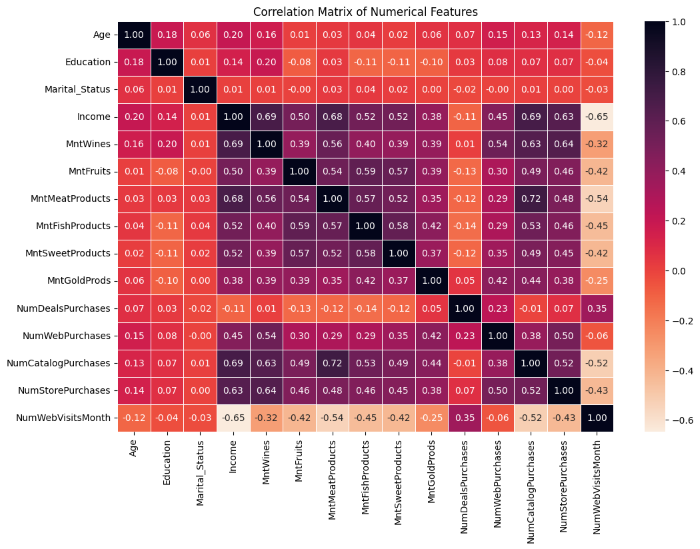 Correlation Matrix of Numerical Features
Age 1.00 0.18 0.06 0.20 0.16 0.01 0.03 0.04 0.02 0.06 0.07 0.15 0.13 0.14 -0.12
Education 0.18 1.00 0.01 0.14 0.20 -0.08 0.03 -0.11 -0.11 -0.10 0.03 0.08 0.07 0.07 -0.04
Marital_Status 0.06 0.01 1.00 0.01 0.01 -0.00 0.03 0.04 0.02 0.00 -0.02 -0.00 0.01 0.00 -0.03
Income 0.20 0.14 0.01 1.00 0.69 0.50 0.68 0.52 0.52 0.38 -0.11 0.45 0.69 0.63 -0.65
MntWines 0.16 0.20 0.01 0.69 1.00 0.39 0.56 0.40 0.39 0.39 0.01 0.54 0.63 0.64 -0.32
MntFruits 0.01 -0.08 -0.00 0.50 0.39 1.00 0.54 0.59 0.57 0.39 -0.13 0.30 0.49 0.46 -0.42
MntMeatProducts 0.03 0.03 0.03 0.68 0.56 0.54 1.00 0.57 0.52 0.35 -0.12 0.29 0.72 0.48 -0.54
MntFishProducts 0.04 -0.11 0.04 0.52 0.40 0.59 0.57 1.00 0.58 0.42 -0.14 0.29 0.53 0.46 -0.45
MntSweetProducts 0.02 -0.11 0.02 0.52 0.39 0.57 0.52 0.58 1.00 0.37 -0.12 0.35 0.49 0.45 -0.42
MntGoldProds 0.06 -0.10 0.00 0.38 0.39 0.39 0.35 0.42 0.37 1.00 0.05 0.42 0.44 0.38 -0.25
NumDealsPurchases 0.07 0.03 -0.02 -0.11 0.01 -0.13 -0.12 -0.14 -0.12 0.05 1.00 0.23 -0.01 0.07 0.35
NumWebPurchases 0.15 0.08 -0.00 0.45 0.54 0.30 0.29 0.29 0.35 0.42 0.23 1.00 0.38 0.50 -0.06
NumCatalogPurchases 0.13 0.07 0.01 0.69 0.63 0.49 0.72 0.53 0.49 0.44 -0.01 0.38 1.00 0.52 -0.52
NumStorePurchases 0.14 0.07 0.00 0.63 0.64 0.46 0.48 0.46 0.45 0.38 0.07 0.50 0.52 1.00 -0.43
NumWebVisitsMonth -0.12 -0.04 -0.03 -0.65 -0.32 -0.42 -0.54 -0.45 -0.42 -0.25 0.35 -0.06 -0.52 -0.43 1.00
Age
Education
Marital_Status
Income
MntWines
MntFruits
MntMeatProducts
MntFishProducts
MntSweetProducts
MntGoldProds
NumDealsPurchases
NumWebPurchases
NumCatalogPurchases
NumStorePurchases
NumWebVisitsMonth
1.0
0.8
0.6
0.4
0.2
0.0
−0.2
−0.4
−0.6